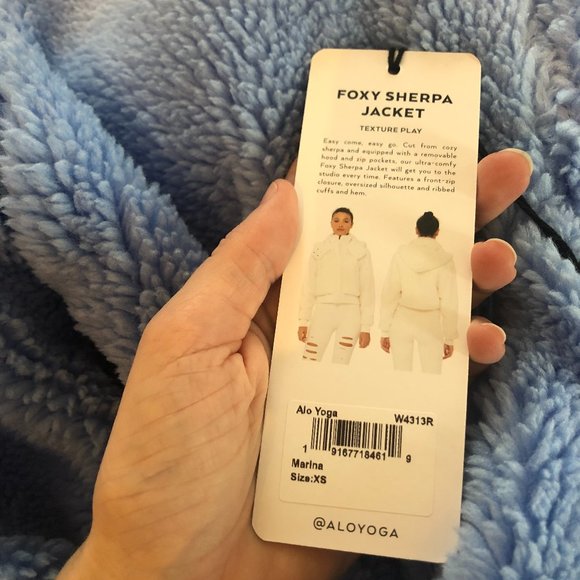 FOXY SHERPA
JACKET
TEXTURE PLAY
Easy come, easy go. Cut from cozy
sherpa and equipped with a removable
hood and zip pockets, our ultra-comfy
Foxy Sherpa Jacket will get you to the
studio every time. Features a front-zip
closure, oversized silhouette and ribbed
cuffs and hem.
Alo Yoga W4313R
1 91677 18461 9
Marina
Size:XS
@ALOYOGA